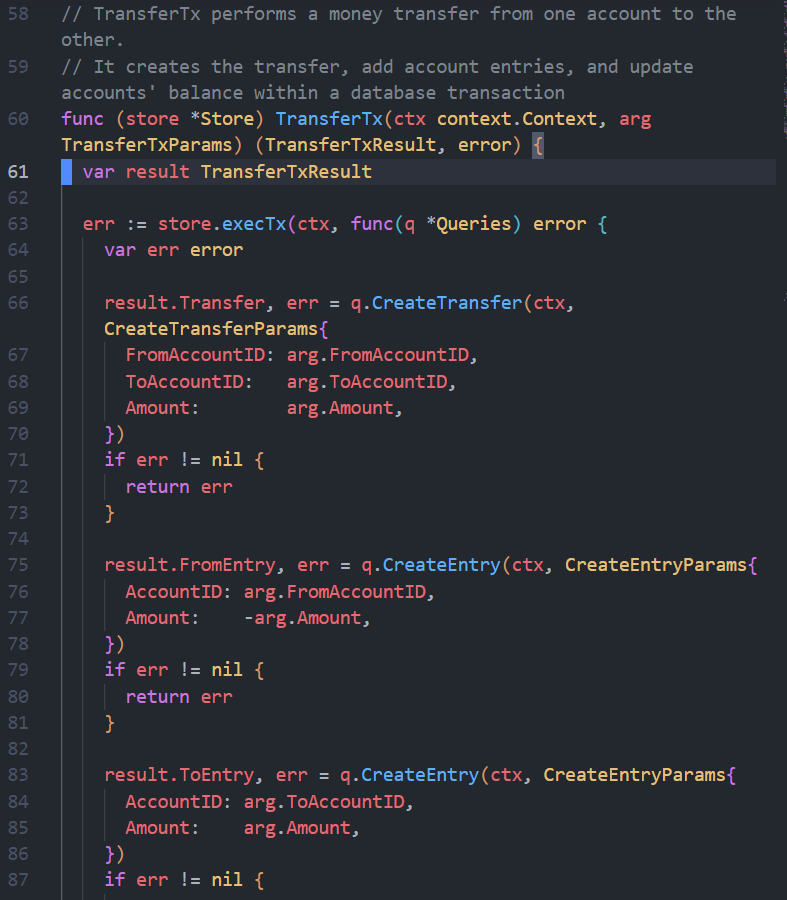 58 // TransferTx performs a money transfer from one account to the
other.
59 // It creates the transfer, add account entries, and update
accounts' balance within a database transaction
60 func (store *Store) TransferTx(ctx context.Context, arg
TransferTxParams) (TransferTxResult, error) {
61   var result TransferTxResult
62
63   err := store.execTx(ctx, func(q *Queries) error {
64     var err error
65
66     result.Transfer, err = q.CreateTransfer(ctx,
CreateTransferParams{
67       FromAccountID: arg.FromAccountID,
68       ToAccountID:   arg.ToAccountID,
69       Amount:        arg.Amount,
70     })
71     if err != nil {
72       return err
73     }
74
75     result.FromEntry, err = q.CreateEntry(ctx, CreateEntryParams{
76       AccountID: arg.FromAccountID,
77       Amount:    -arg.Amount,
78     })
79     if err != nil {
80       return err
81     }
82
83     result.ToEntry, err = q.CreateEntry(ctx, CreateEntryParams{
84       AccountID: arg.ToAccountID,
85       Amount:    arg.Amount,
86     })
87     if err != nil {